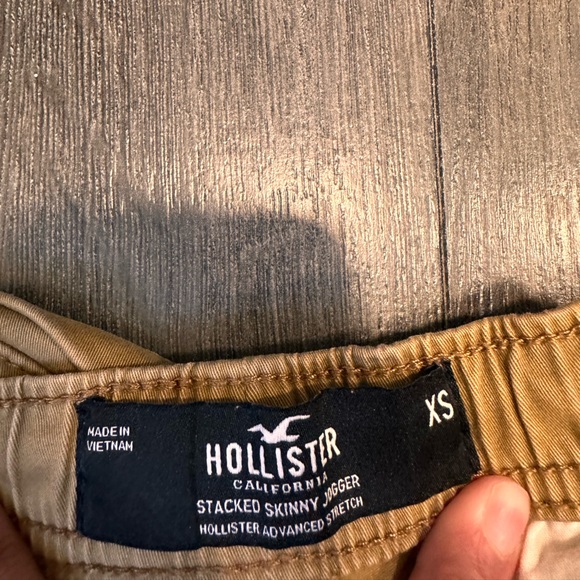 MADE IN
VIETNAM
HOLLISTER
CALIFORNIA
STACKED SKINNY JOGGER
HOLLISTER ADVANCED STRETCH
XS